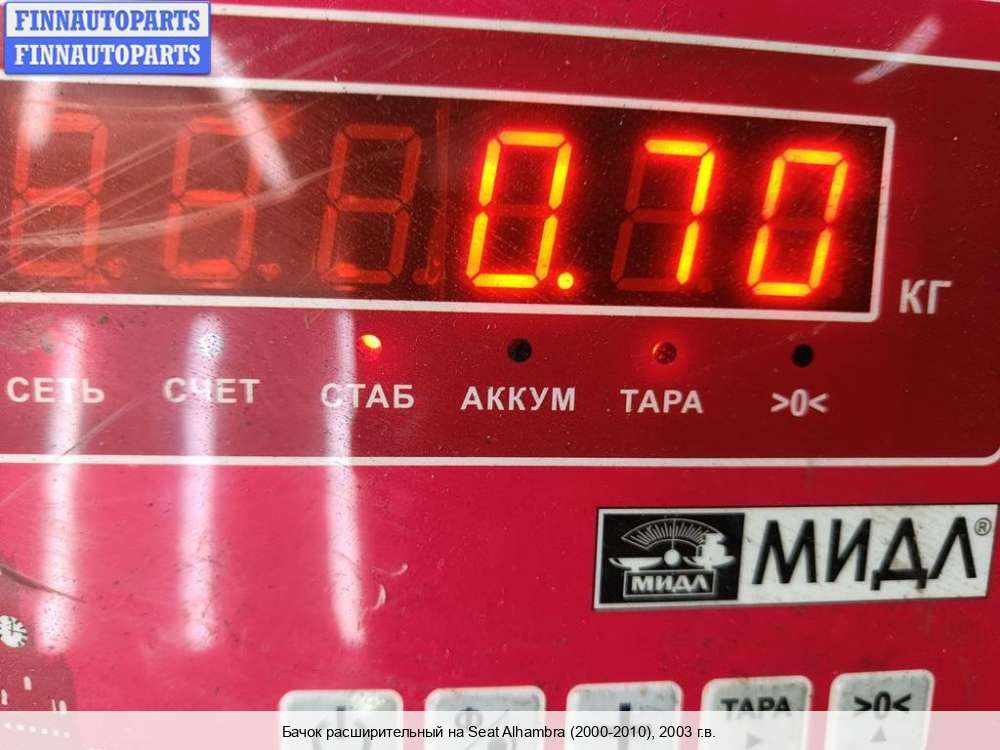 FINNAUTOPARTS
FINNAUTOPARTS
0.70
КГ
СЕТЬ СЧЕТ СТАБ АККУМ ТАРА >0<
МИДЛ МИДЛ®
ТАРА >0<
Бачок расширительный на Seat Alhambra (2000-2010), 2003 г.в.